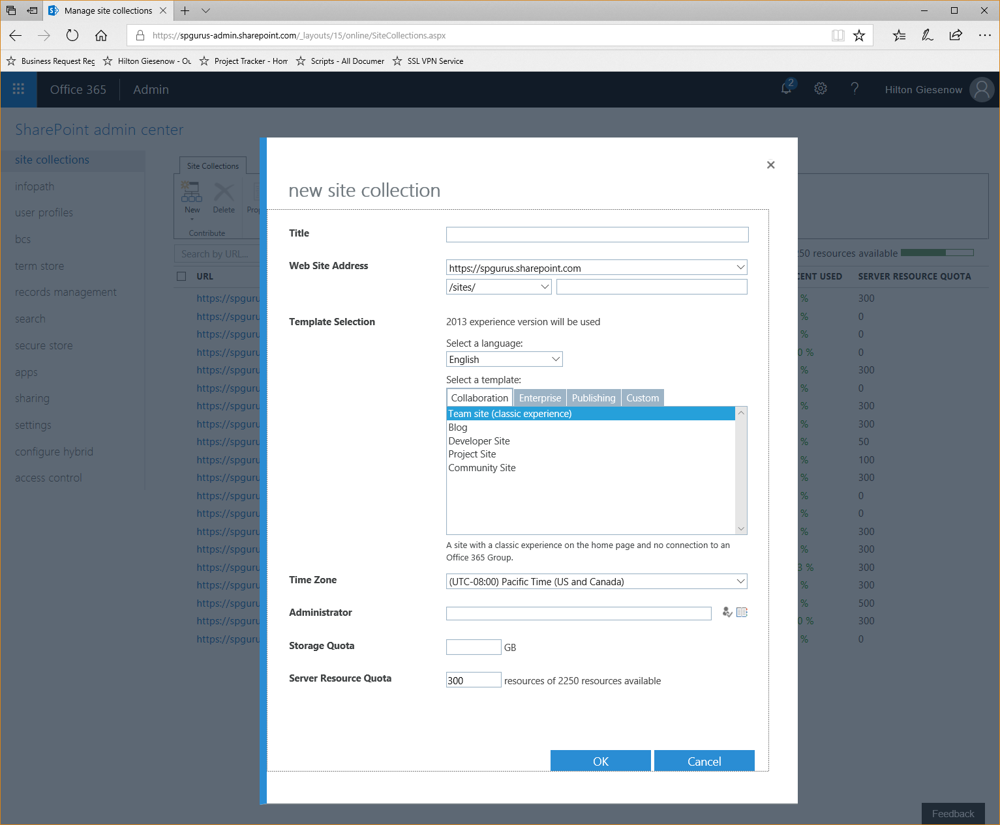 Manage site collections
https://spgurus-admin.sharepoint.com/_layouts/15/online/SiteCollections.aspx
Business Request Reg
Hilton Giesenow - Ou
Project Tracker - Hom
Scripts - All Documen
SSL VPN Service
Office 365
Admin
2
?
Hilton Giesenow
SharePoint admin center
site collections
infopath
user profiles
bcs
term store
records management
search
secure store
apps
sharing
settings
configure hybrid
access control
Site Collections
New
Delete
Prop
Contribute
Search by URL...
50 resources available
URL
CENT USED
SERVER RESOURCE QUOTA
https://spguru
% 300
https://spguru
% 0
https://spguru
% 0
https://spguru
0 % 0
https://spguru
% 300
https://spguru
% 0
https://spguru
% 300
https://spguru
% 300
https://spguru
% 50
https://spguru
% 100
https://spguru
% 300
https://spguru
% 0
https://spguru
% 0
https://spguru
% 300
https://spguru
% 300
https://spguru
3 % 300
https://spguru
% 300
https://spguru
% 500
https://spguru
0 % 300
https://spguru
% 0
new site collection
Title
Web Site Address
https://spgurus.sharepoint.com
/sites/
Template Selection
2013 experience version will be used
Select a language:
English
Select a template:
Collaboration
Enterprise
Publishing
Custom
Team site (classic experience)
Blog
Developer Site
Project Site
Community Site
A site with a classic experience on the home page and no connection to an
Office 365 Group.
Time Zone
(UTC-08:00) Pacific Time (US and Canada)
Administrator
Storage Quota
GB
Server Resource Quota
300
resources of 2250 resources available
OK
Cancel
Feedback